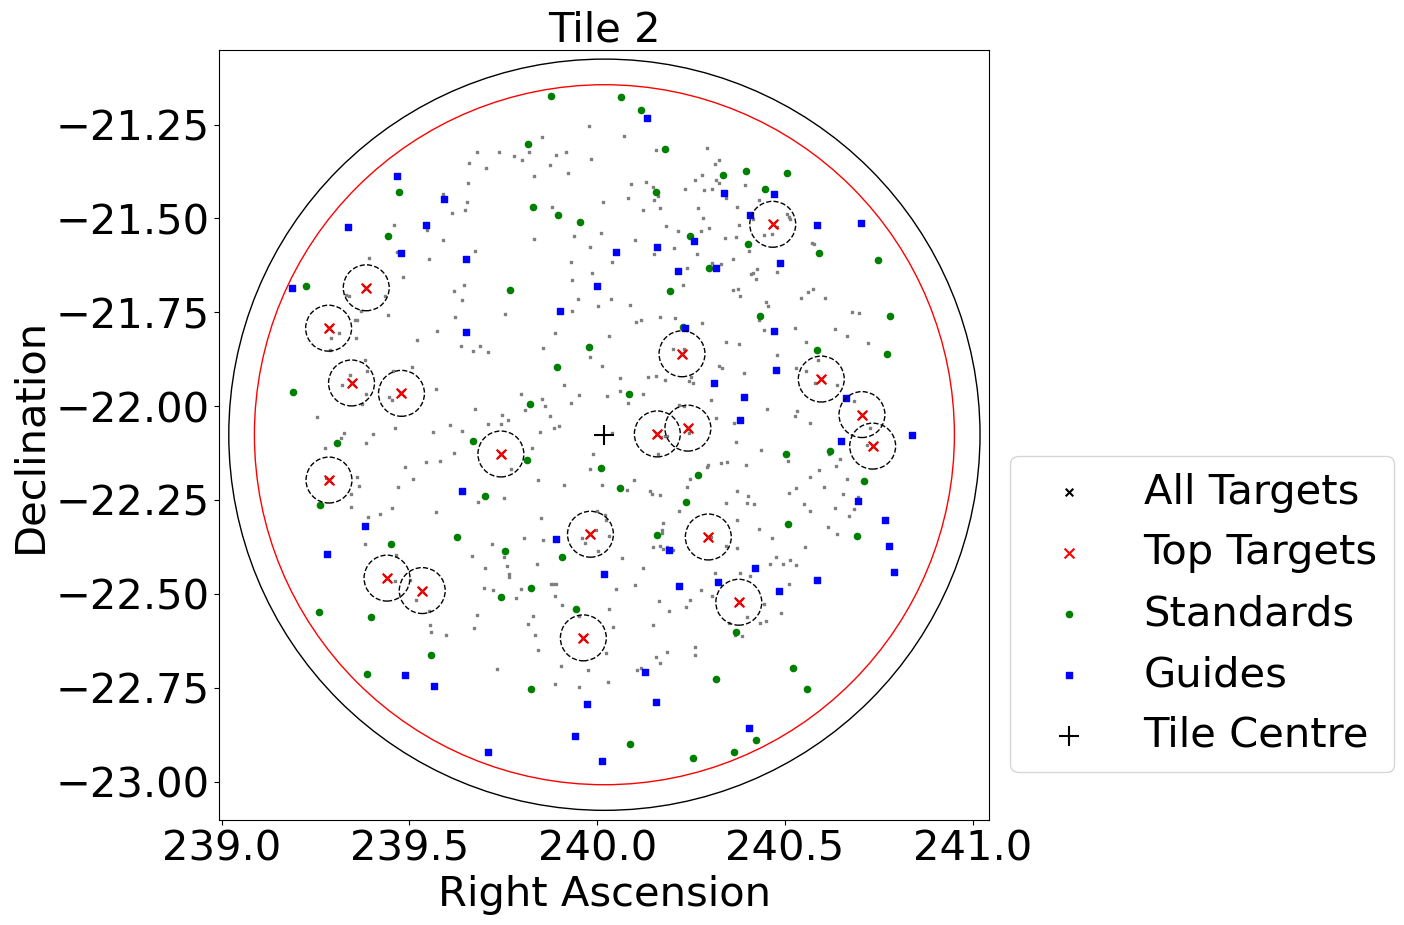 Tile 2
Declination
−21.25
−21.50
−21.75
−22.00
−22.25
−22.50
−22.75
−23.00
239.0 239.5 240.0 240.5 241.0
Right Ascension
All Targets
Top Targets
Standards
Guides
Tile Centre